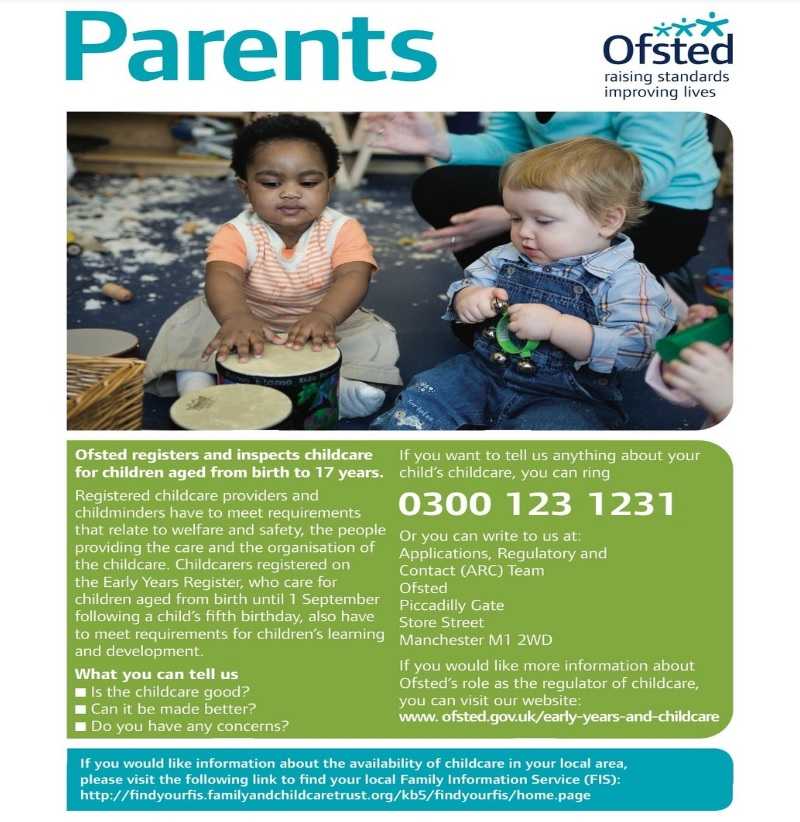 Parents
Ofsted
raising standards
improving lives
Ofsted registers and inspects childcare
for children aged from birth to 17 years.
Registered childcare providers and
childminders have to meet requirements
that relate to welfare and safety, the people
providing the care and the organisation of
the childcare. Childcarers registered on
the Early Years Register, who care for
children aged from birth until 1 September
following a child's fifth birthday, also have
to meet requirements for children's learning
and development.
What you can tell us
■ Is the childcare good?
■ Can it be made better?
■ Do you have any concerns?
If you want to tell us anything about your
child's childcare, you can ring
0300 123 1231
Or you can write to us at:
Applications, Regulatory and
Contact (ARC) Team
Ofsted
Piccadilly Gate
Store Street
Manchester M1 2WD
If you would like more information about
Ofsted's role as the regulator of childcare,
you can visit our website:
www. ofsted.gov.uk/early-years-and-childcare
If you would like information about the availability of childcare in your local area,
please visit the following link to find your local Family Information Service (FIS):
http://findyourfis.familyandchildcaretrust.org/kb5/findyourfis/home.page